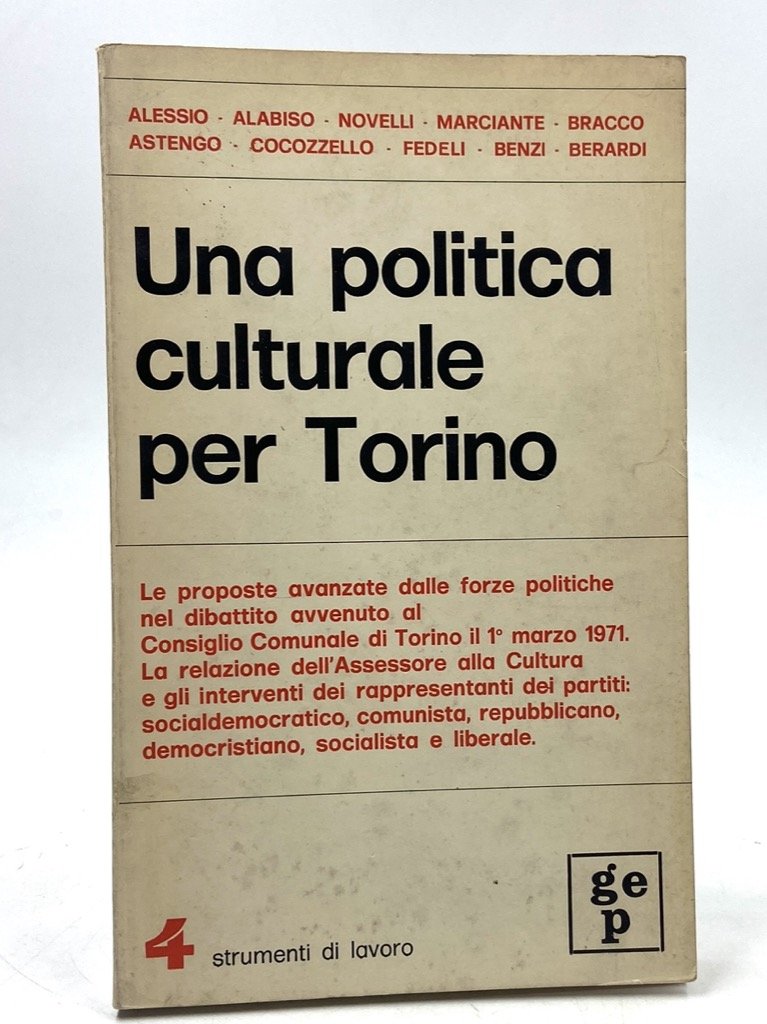 ALESSIO - ALABISO - NOVELLI - MARCIANTE - BRACCO
ASTENGO - COCOZZELLO - FEDELI - BENZI - BERARDI
Una politica
culturale
per Torino
Le proposte avanzate dalle forze politiche
nel dibattito avvenuto al
Consiglio Comunale di Torino il 1° marzo 1971.
La relazione dell'Assessore alla Cultura
e gli interventi dei rappresentanti dei partiti:
socialdemocratico, comunista, repubblicano,
democristiano, socialista e liberale.
4 strumenti di lavoro
ge
p